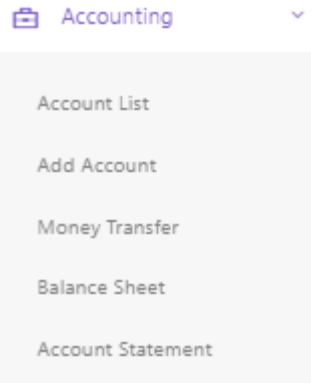 Accounting
Account List
Add Account
Money Transfer
Balance Sheet
Account Statement